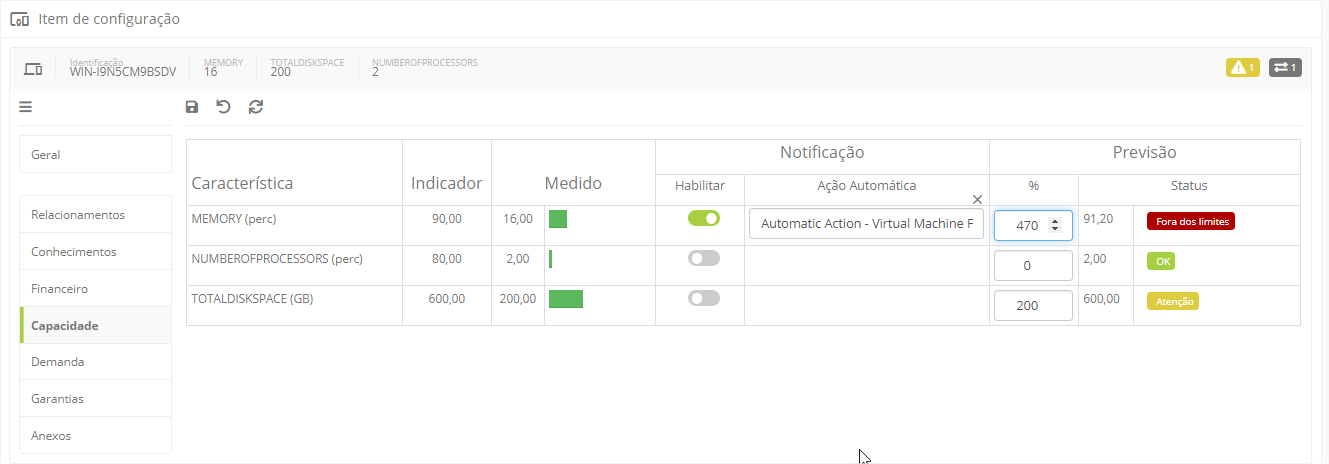 Item de configuração
Identificação MEMORY TOTALDISKSPACE NUMBEROFPROCESSORS
WIN-I9N5CM9BSDV 16 200 2
1 1
Geral
Relacionamentos
Conhecimentos
Financeiro
Capacidade
Demanda
Garantias
Anexos
Notificação Previsão
Característica Indicador Medido Habilitar Ação Automática % Status
MEMORY (perc) 90,00 16,00 Automatic Action - Virtual Machine F 470 91,20 Fora dos limites
NUMBEROFPROCESSORS (perc) 80,00 2,00 0 2,00 OK
TOTALDISKSPACE (GB) 600,00 200,00 200 600,00 Atenção